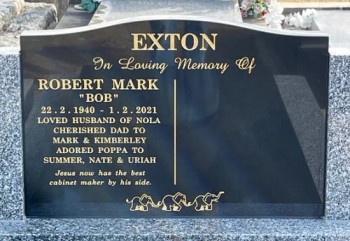 EXTON
In Loving Memory Of
ROBERT MARK
"BOB"
22.2.1940 - 1.2.2021
LOVED HUSBAND OF NOLA
CHERISHED DAD TO
MARK & KIMBERLEY
ADORED POPPA TO
SUMMER, NATE & URIAH
Jesus now has the best
cabinet maker by his side.